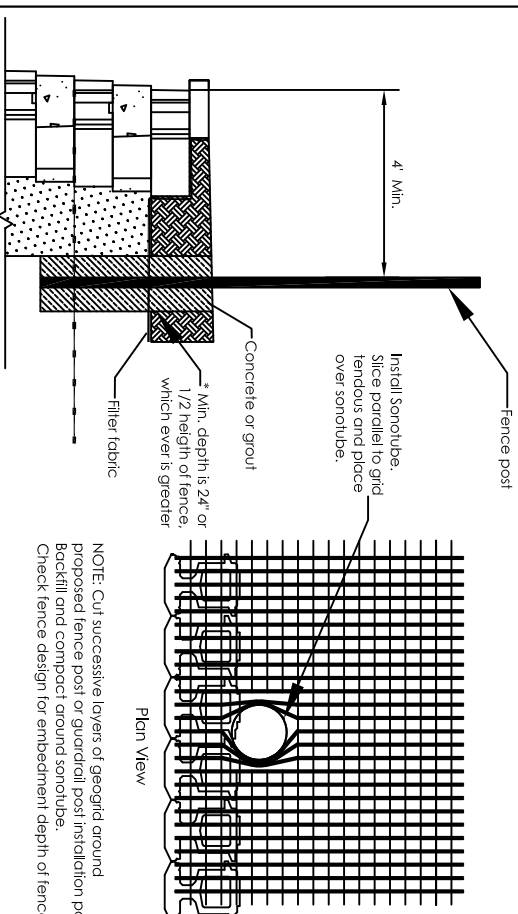 Fence post
4' Min.
Install Sonotube.
Slice parallel to grid
tendous and place
over sonotube.
Concrete or grout
* Min. depth is 24" or
1/2 heigth of fence,
which ever is greater
Filter fabric
Plan View
NOTE: Cut successive layers of geogrid around
proposed fence post or guardrail post installation
Backfill and compact around sonotube.
Check fence design for embedment depth of